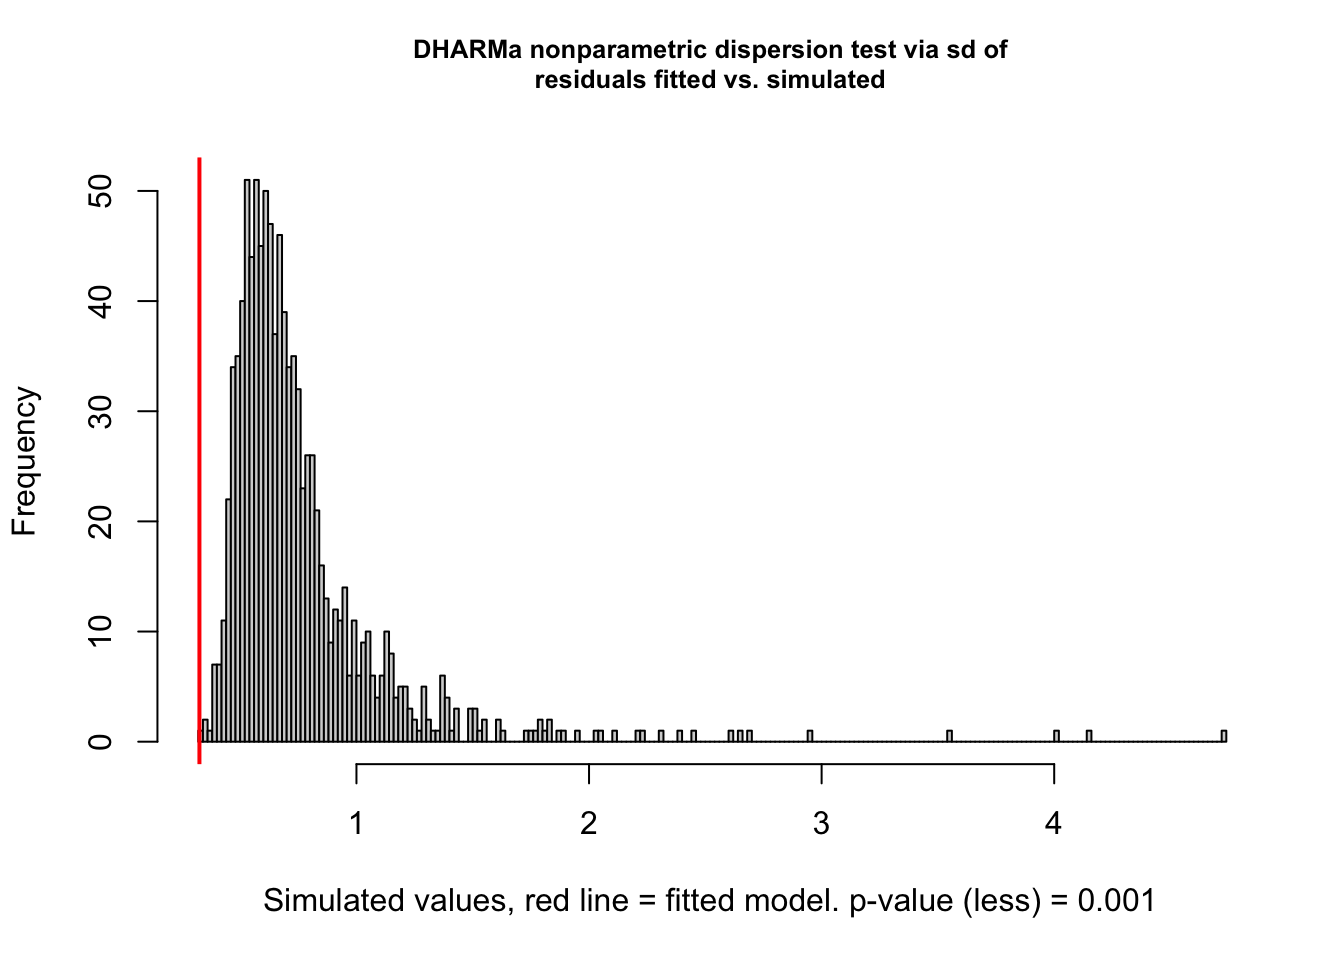 DHARMa nonparametric dispersion test via sd of
residuals fitted vs. simulated
Frequency
50
40
30
20
10
0
1 2 3 4
Simulated values, red line = fitted model. p-value (less) = 0.001